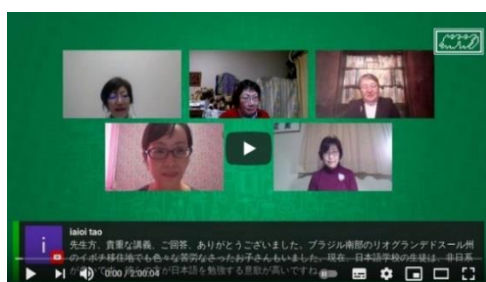 iaioi tao
i
先生方、貴重な講義、ご回答、ありがとうございました。ブラジル南部のリオグランデドスール州
のイボチ移住地でも色々な苦労なさったお子さんもいました。現在、日本語学校の生徒は、非日系
方が日本語を勉強する意欲が高いですね
0:00 / 2:00:04